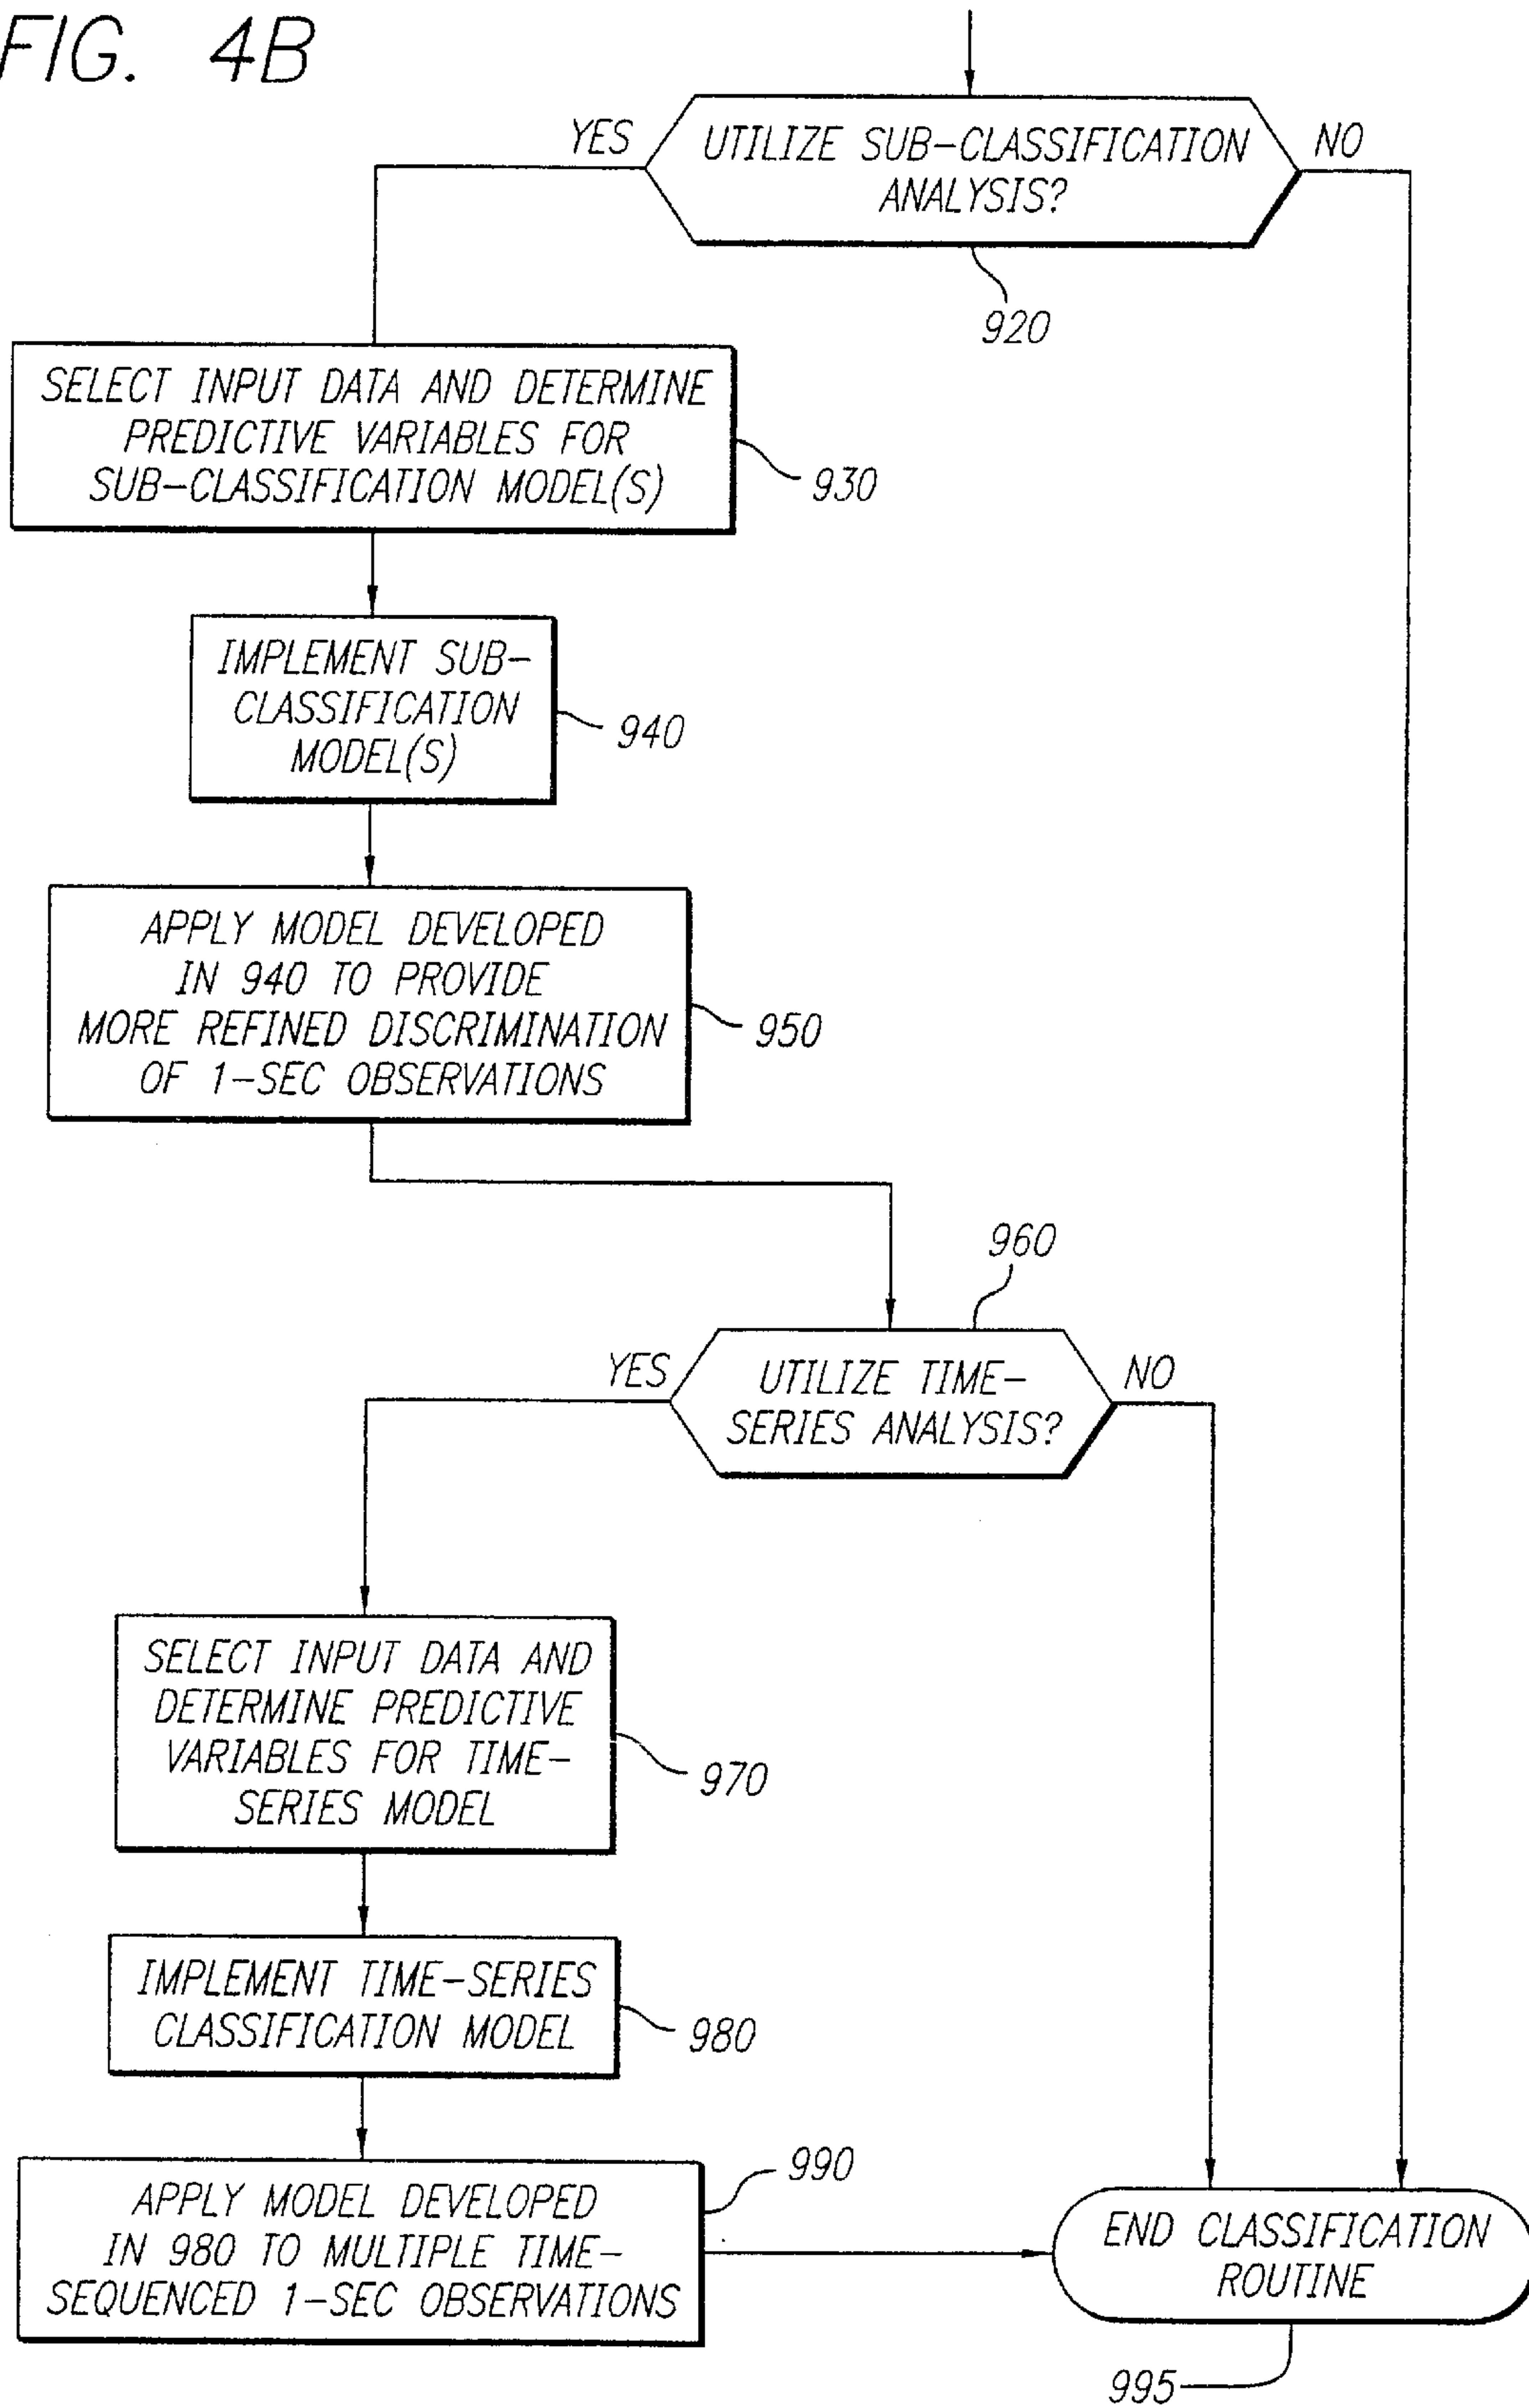 FIG. 4B
YES
UTILIZE SUB-CLASSIFICATION
ANALYSIS?
NO
920
SELECT INPUT DATA AND DETERMINE
PREDICTIVE VARIABLES FOR
SUB-CLASSIFICATION MODEL(S)
930
IMPLEMENT SUB-
CLASSIFICATION
MODEL(S)
940
APPLY MODEL DEVELOPED
IN 940 TO PROVIDE
MORE REFINED DISCRIMINATION
OF 1-SEC OBSERVATIONS
950
960
YES
UTILIZE TIME-
SERIES ANALYSIS?
NO
SELECT INPUT DATA AND
DETERMINE PREDICTIVE
VARIABLES FOR TIME-
SERIES MODEL
970
IMPLEMENT TIME-SERIES
CLASSIFICATION MODEL
980
APPLY MODEL DEVELOPED
IN 980 TO MULTIPLE TIME-
SEQUENCED 1-SEC OBSERVATIONS
990
END CLASSIFICATION
ROUTINE
995